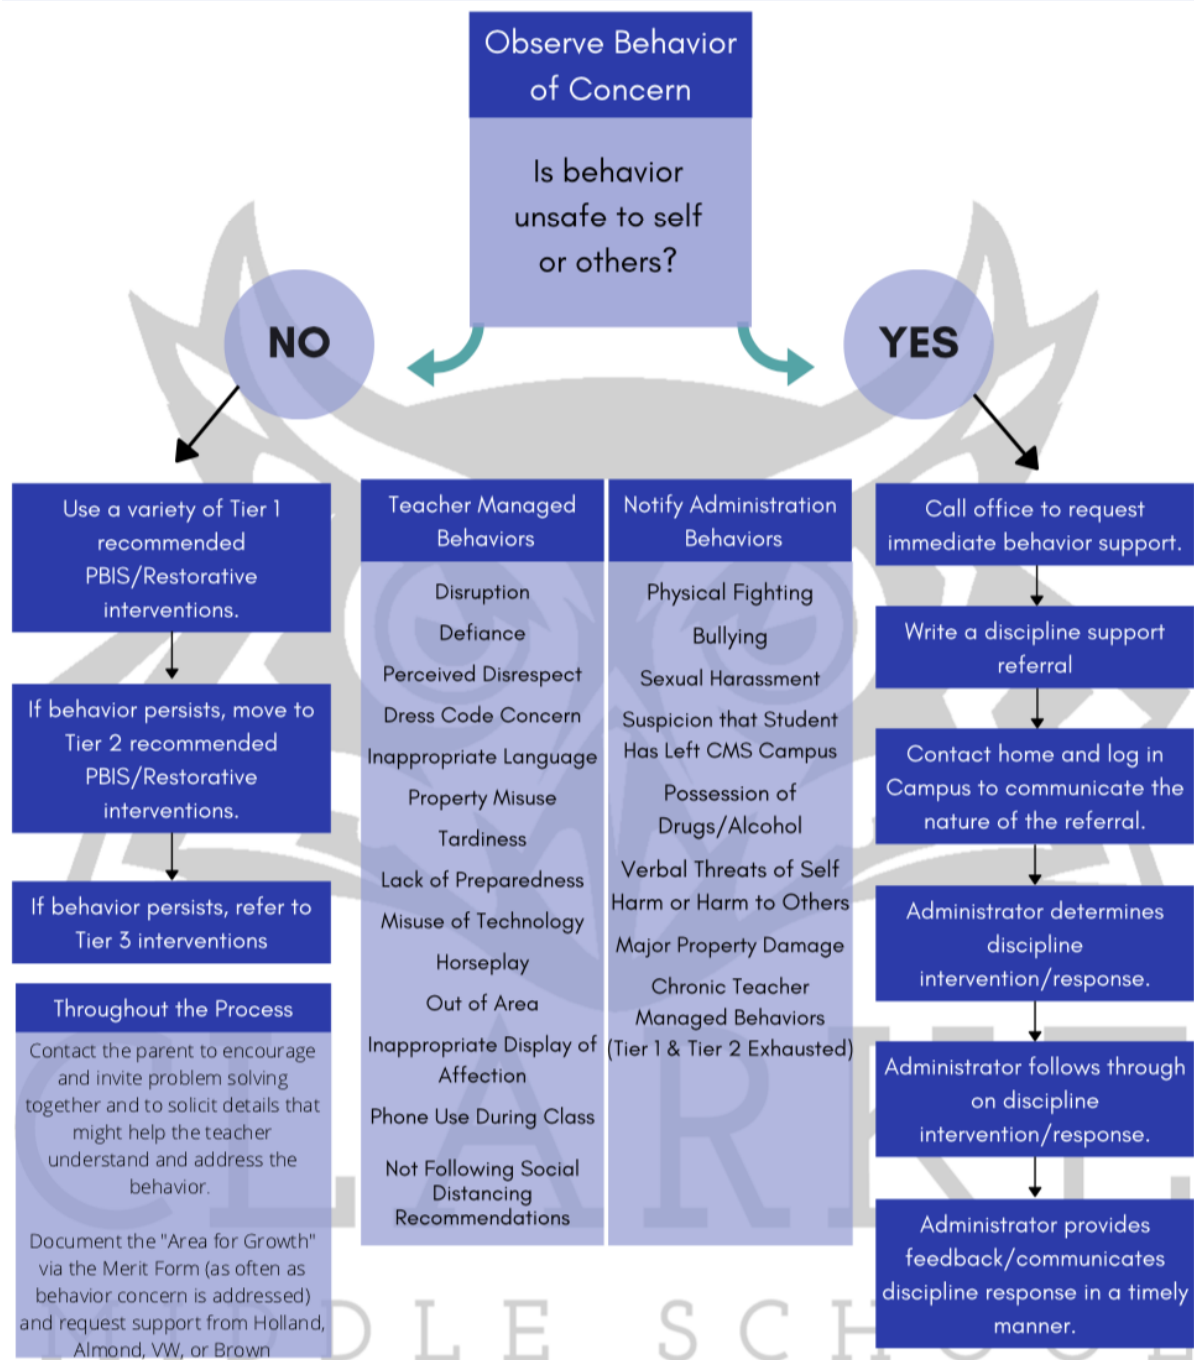 Observe Behavior
of Concern
Is behavior
unsafe to self
or others?
NO
YES
Use a variety of Tier 1
recommended
PBIS/Restorative
interventions.
If behavior persists, move to
Tier 2 recommended
PBIS/Restorative
interventions.
If behavior persists, refer to
Tier 3 interventions
Throughout the Process
Contact the parent to encourage
and invite problem solving
together and to solicit details that
might help the teacher
understand and address the
behavior.
Document the "Area for Growth"
via the Merit Form (as often as
behavior concern is addressed)
and request support from Holland,
Almond, VW, or Brown
Teacher Managed
Behaviors
Disruption
Defiance
Perceived Disrespect
Dress Code Concern
Inappropriate Language
Property Misuse
Tardiness
Lack of Preparedness
Misuse of Technology
Horseplay
Out of Area
Inappropriate Display of
Affection
Phone Use During Class
Not Following Social
Distancing
Recommendations
Notify Administration
Behaviors
Physical Fighting
Bullying
Sexual Harassment
Suspicion that Student
Has Left CMS Campus
Possession of
Drugs/Alcohol
Verbal Threats of Self
Harm or Harm to Others
Major Property Damage
Chronic Teacher
Managed Behaviors
(Tier 1 & Tier 2 Exhausted)
Call office to request
immediate behavior support.
Write a discipline support
referral
Contact home and log in
Campus to communicate the
nature of the referral.
Administrator determines
discipline
intervention/response.
Administrator follows through
on discipline
intervention/response.
Administrator provides
feedback/communicates
discipline response in a timely
manner.
CLARKE
MIDDLE SCHOOL